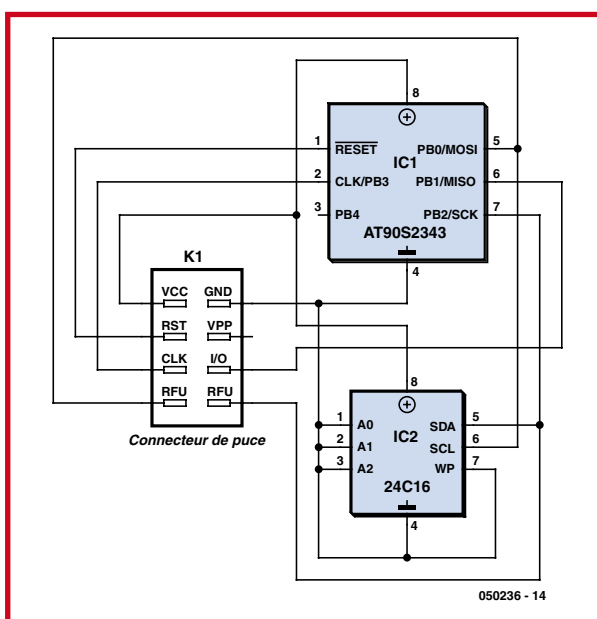 8
1 RESET PB0/MOSI 5
IC1
2 CLK/PB3 PB1/MISO 6
3 PB4 PB2/SCK 7
AT90S2343
4
K1
VCC GND
RST VPP
CLK I/O
RFU RFU
Connecteur de puce
8
1 A0 SDA 5
IC2
2 A1 SCL 6
3 A2 WP 7
24C16
4
050236 - 14